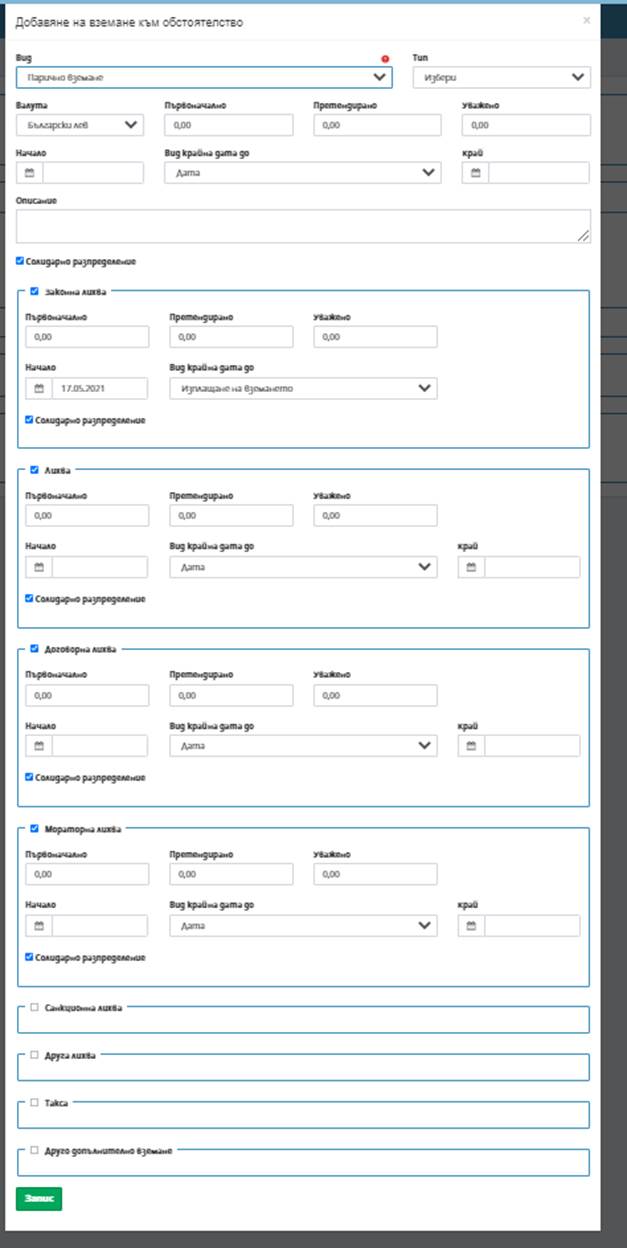 Добавяне на вземане към обстоятелство ×
Вид Тип
Парично вземане Избери
Валута Първоначално Претендирано Уважено
Български лев 0,00 0,00 0,00
Начало Вид крайна дата до край
Дата
Описание
Солидарно разпределение
Законна лихва
Първоначално Претендирано Уважено
0,00 0,00 0,00
Начало Вид крайна дата до
17.05.2021 Изплащане на вземането
Солидарно разпределение
Лихва
Първоначално Претендирано Уважено
0,00 0,00 0,00
Начало Вид крайна дата до край
Дата
Солидарно разпределение
Договорна лихва
Първоначално Претендирано Уважено
0,00 0,00 0,00
Начало Вид крайна дата до край
Дата
Солидарно разпределение
Мораторна лихва
Първоначално Претендирано Уважено
0,00 0,00 0,00
Начало Вид крайна дата до край
Дата
Солидарно разпределение
Санкционна лихва
Друга лихва
Такса
Друго допълнително вземане
Запис